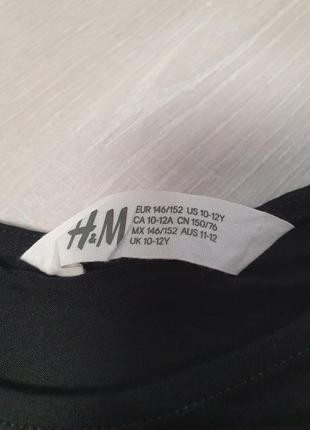 H&M
EUR 146/152 US 10-12Y
CA 10-12A CN 150/76
MX 146/152 AUS 11-12
UK 10-12Y